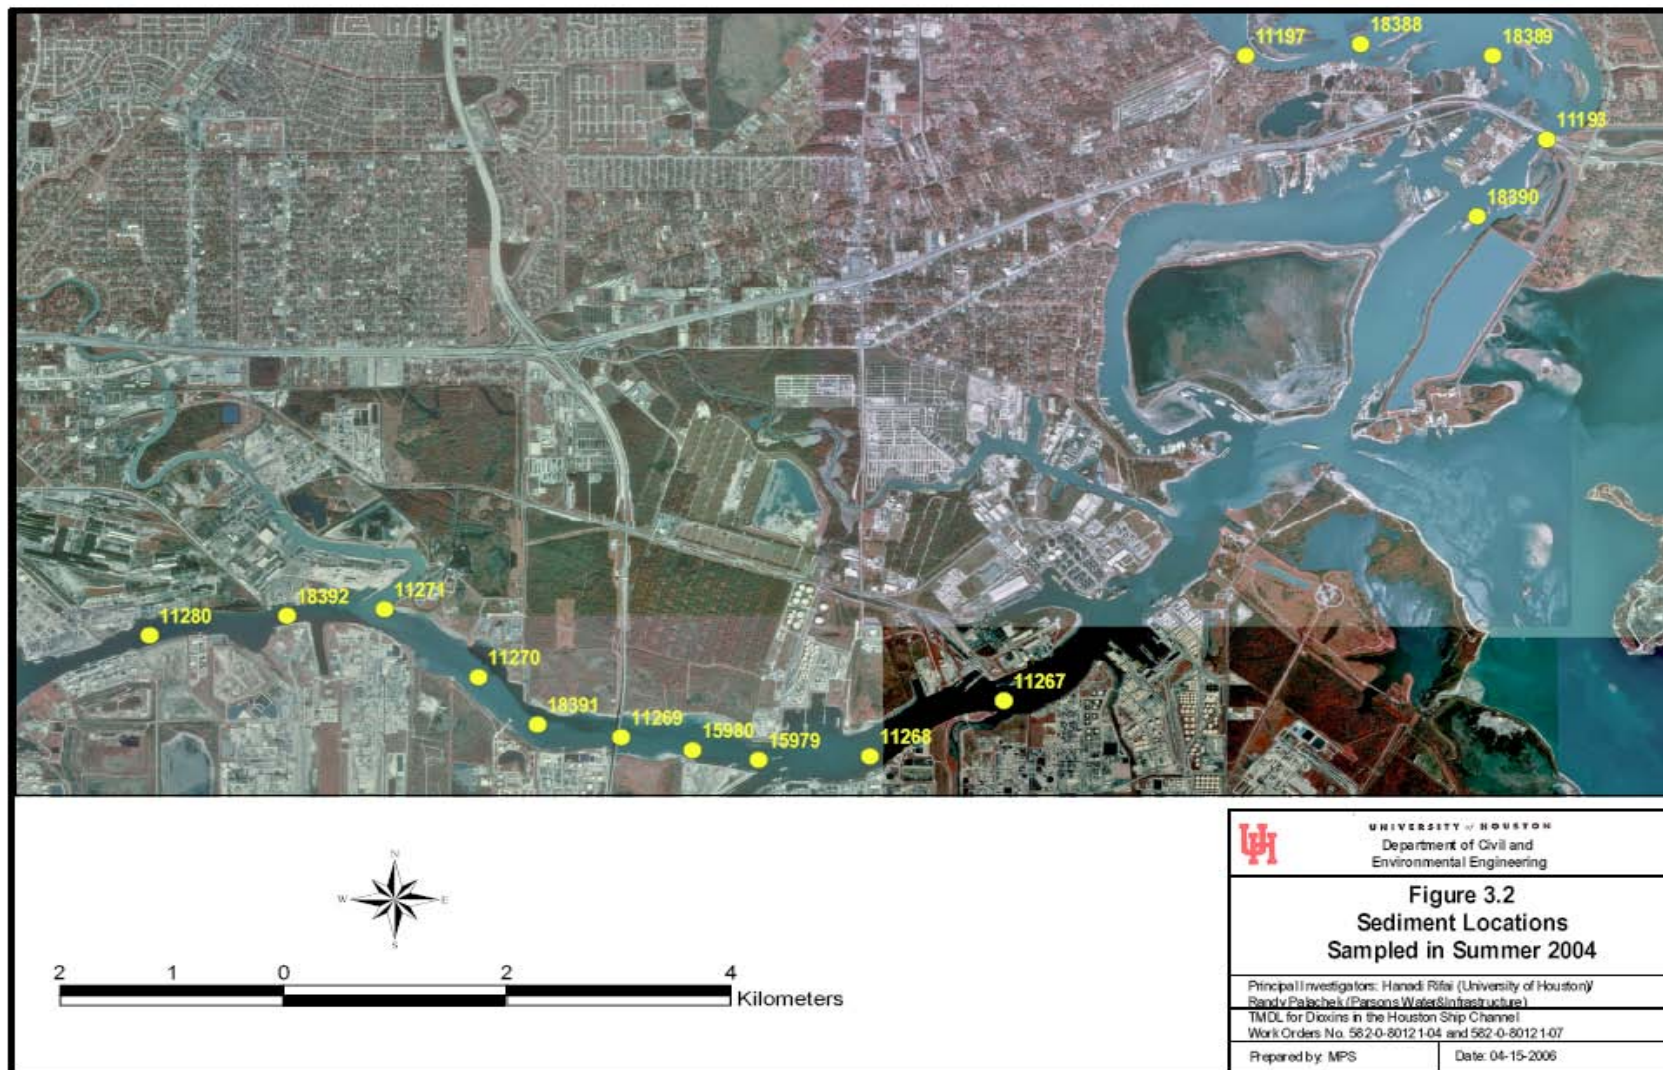 18388
11197
18389
11193
18390
11271
18392
11280
11270
11267
18391
11269
15980
15979
11268
N
W
E
S
2 1 0 2 4
Kilometers
UH
UNIVERSITY of HOUSTON
Department of Civil and
Environmental Engineering
Figure 3.2
Sediment Locations
Sampled in Summer 2004
Principal Investigators: Hanadi Rifai (University of Houston)/
Randy Palachek (Parsons Water&Infrastructure)
TMDL for Dioxins in the Houston Ship Channel
Work Orders No. 582-0-80121-04 and 582-0-80121-07
Prepared by: MPS
Date: 04-15-2006